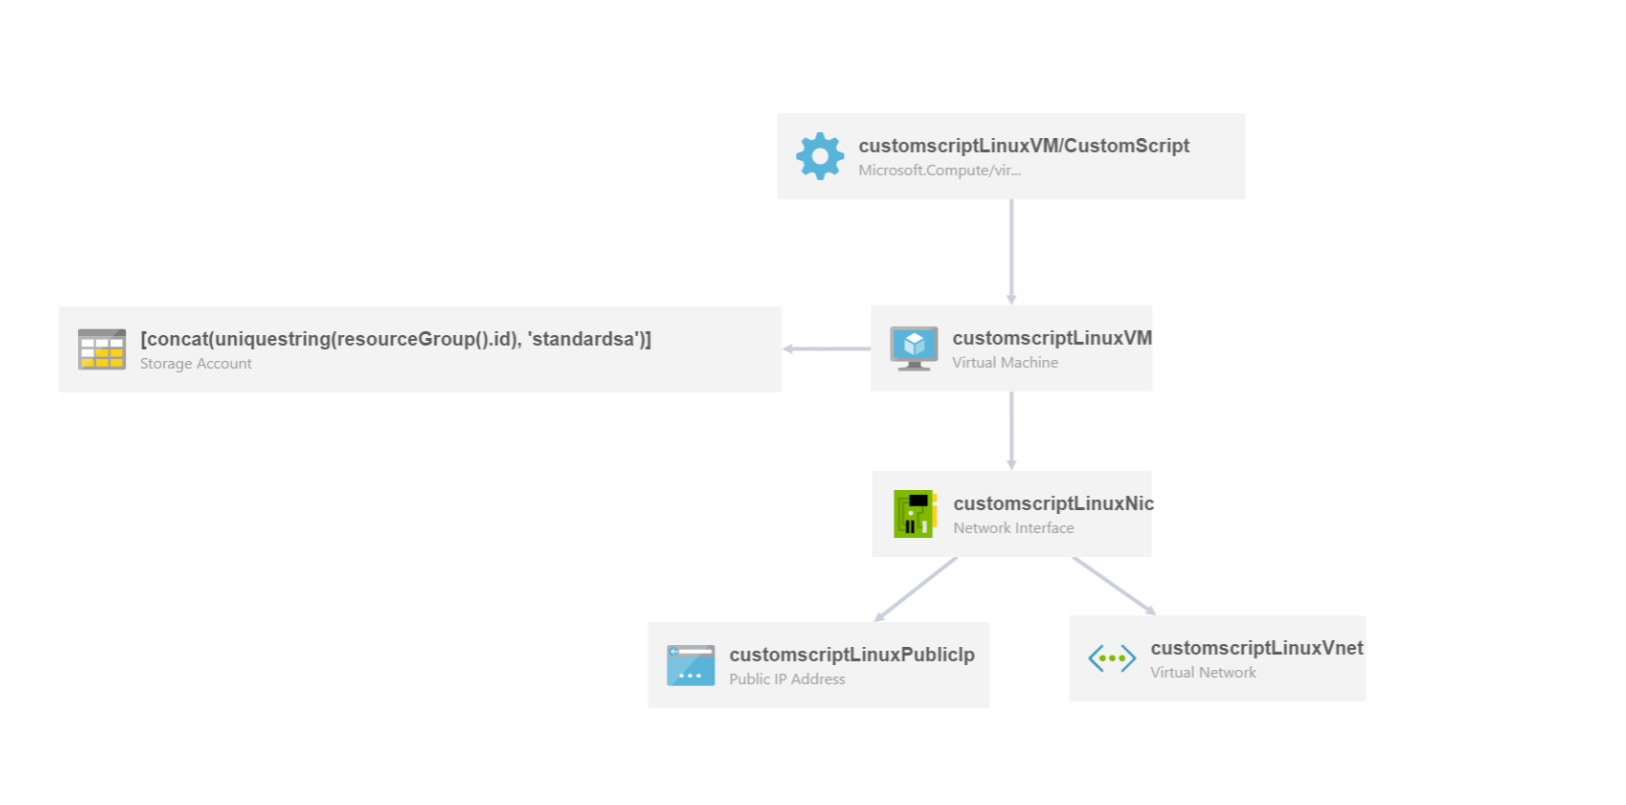 customscriptLinuxVM/CustomScript
Microsoft.Compute/vir...
[concat(uniquestring(resourceGroup().id), 'standardsa')]
Storage Account
customscriptLinuxVM
Virtual Machine
customscriptLinuxNic
Network Interface
customscriptLinuxPublicIp
Public IP Address
customscriptLinuxVnet
Virtual Network